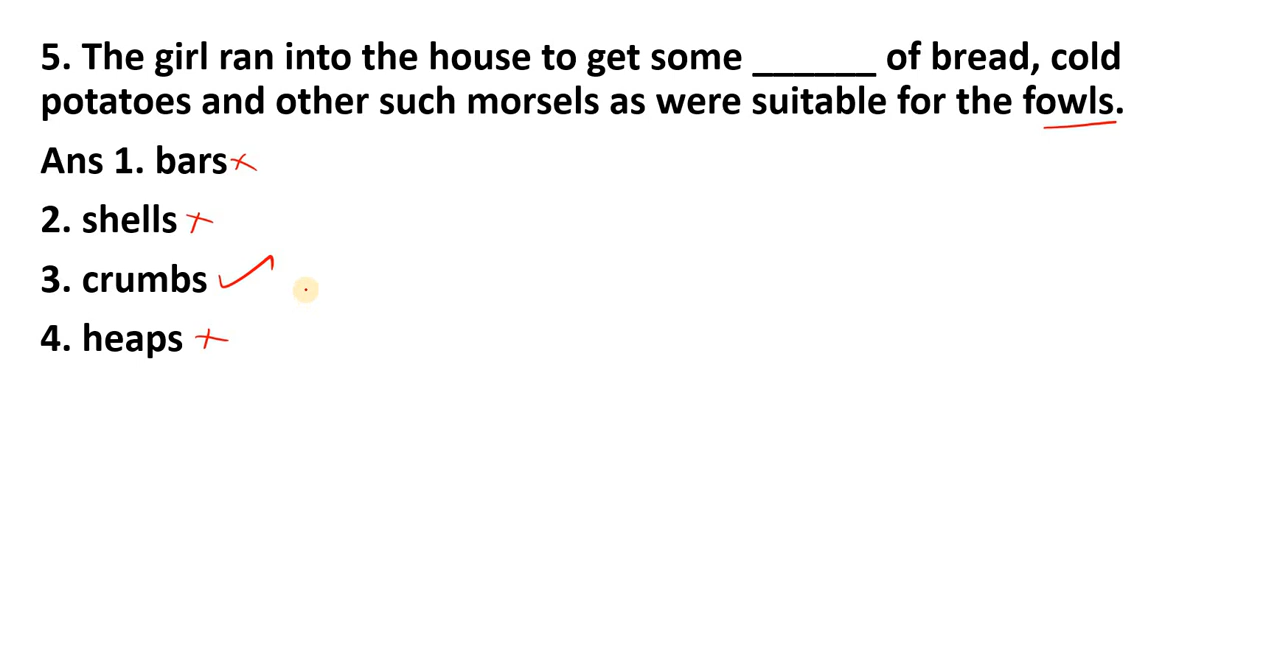 5. The girl ran into the house to get some ______ of bread, cold
potatoes and other such morsels as were suitable for the fowls.
Ans 1. bars
2. shells
3. crumbs
4. heaps